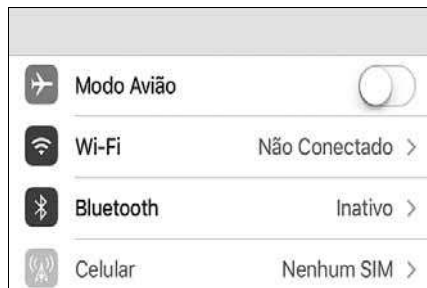 Modo Avião
Wi-Fi Não Conectado >
Bluetooth Inativo >
Celular Nenhum SIM >